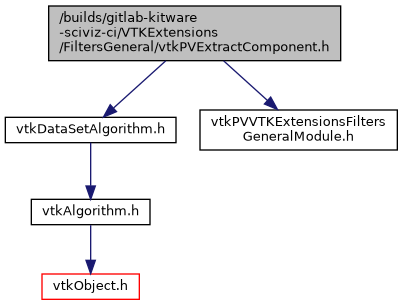 /builds/gitlab-kitware
-sciviz-ci/VTKExtensions
/FiltersGeneral/vtkPVExtractComponent.h
vtkDataSetAlgorithm.h
vtkPVVTKExtensionsFilters
GeneralModule.h
vtkAlgorithm.h
vtkObject.h